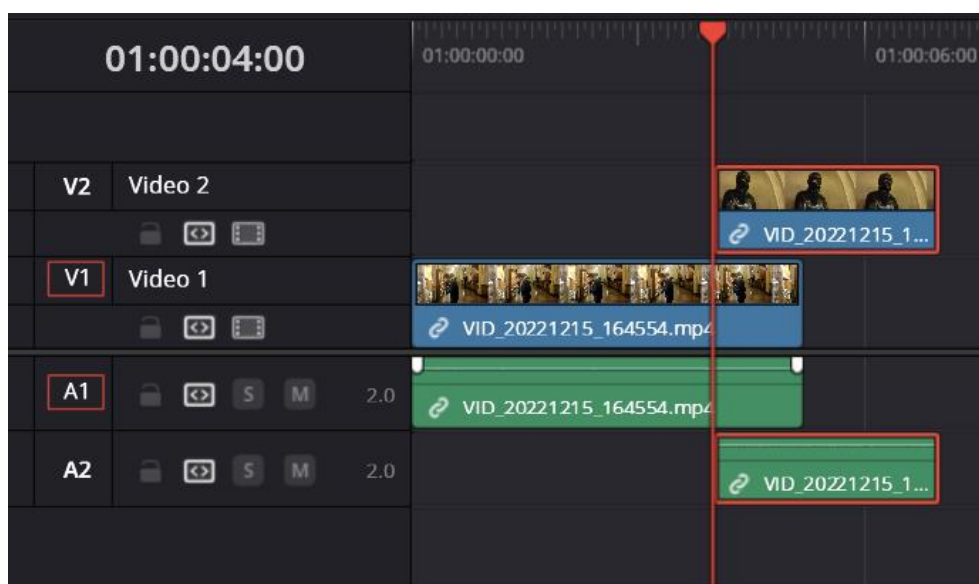 01:00:04:00
01:00:00:00
01:00:06:00
V2 Video 2
VID_20221215_1...
V1 Video 1
VID_20221215_164554.mp4
A1 S M 2.0
VID_20221215_164554.mp4
A2 S M 2.0
VID_20221215_1...